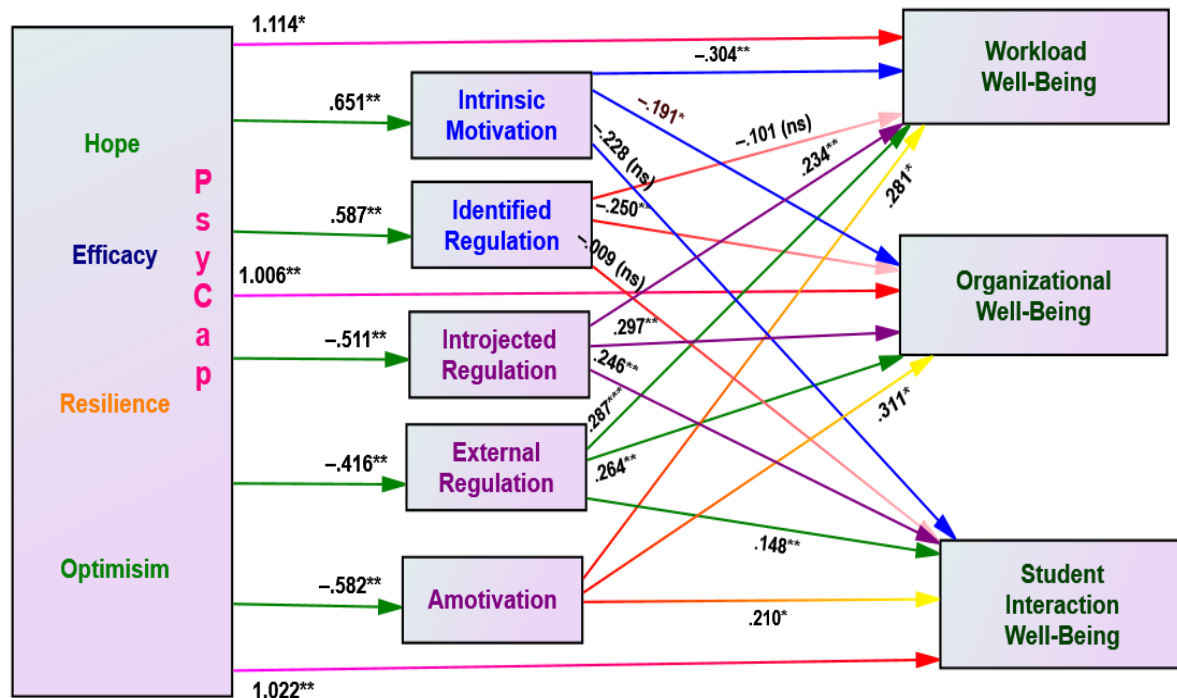 Hope
Efficacy
Resilience
Optimisim
PsyCap
1.114*
.651**
.587**
1.006**
–.511**
–.416**
–.582**
1.022**
Intrinsic
Motivation
Identified
Regulation
Introjected
Regulation
External
Regulation
Amotivation
–.304**
–.191*
–.228 (ns)
–.101 (ns)
–.250**
–.009 (ns)
.234**
.297**
.246**
.287***
.264**
.148**
.281*
.311*
.210*
Workload
Well-Being
Organizational
Well-Being
Student
Interaction
Well-Being